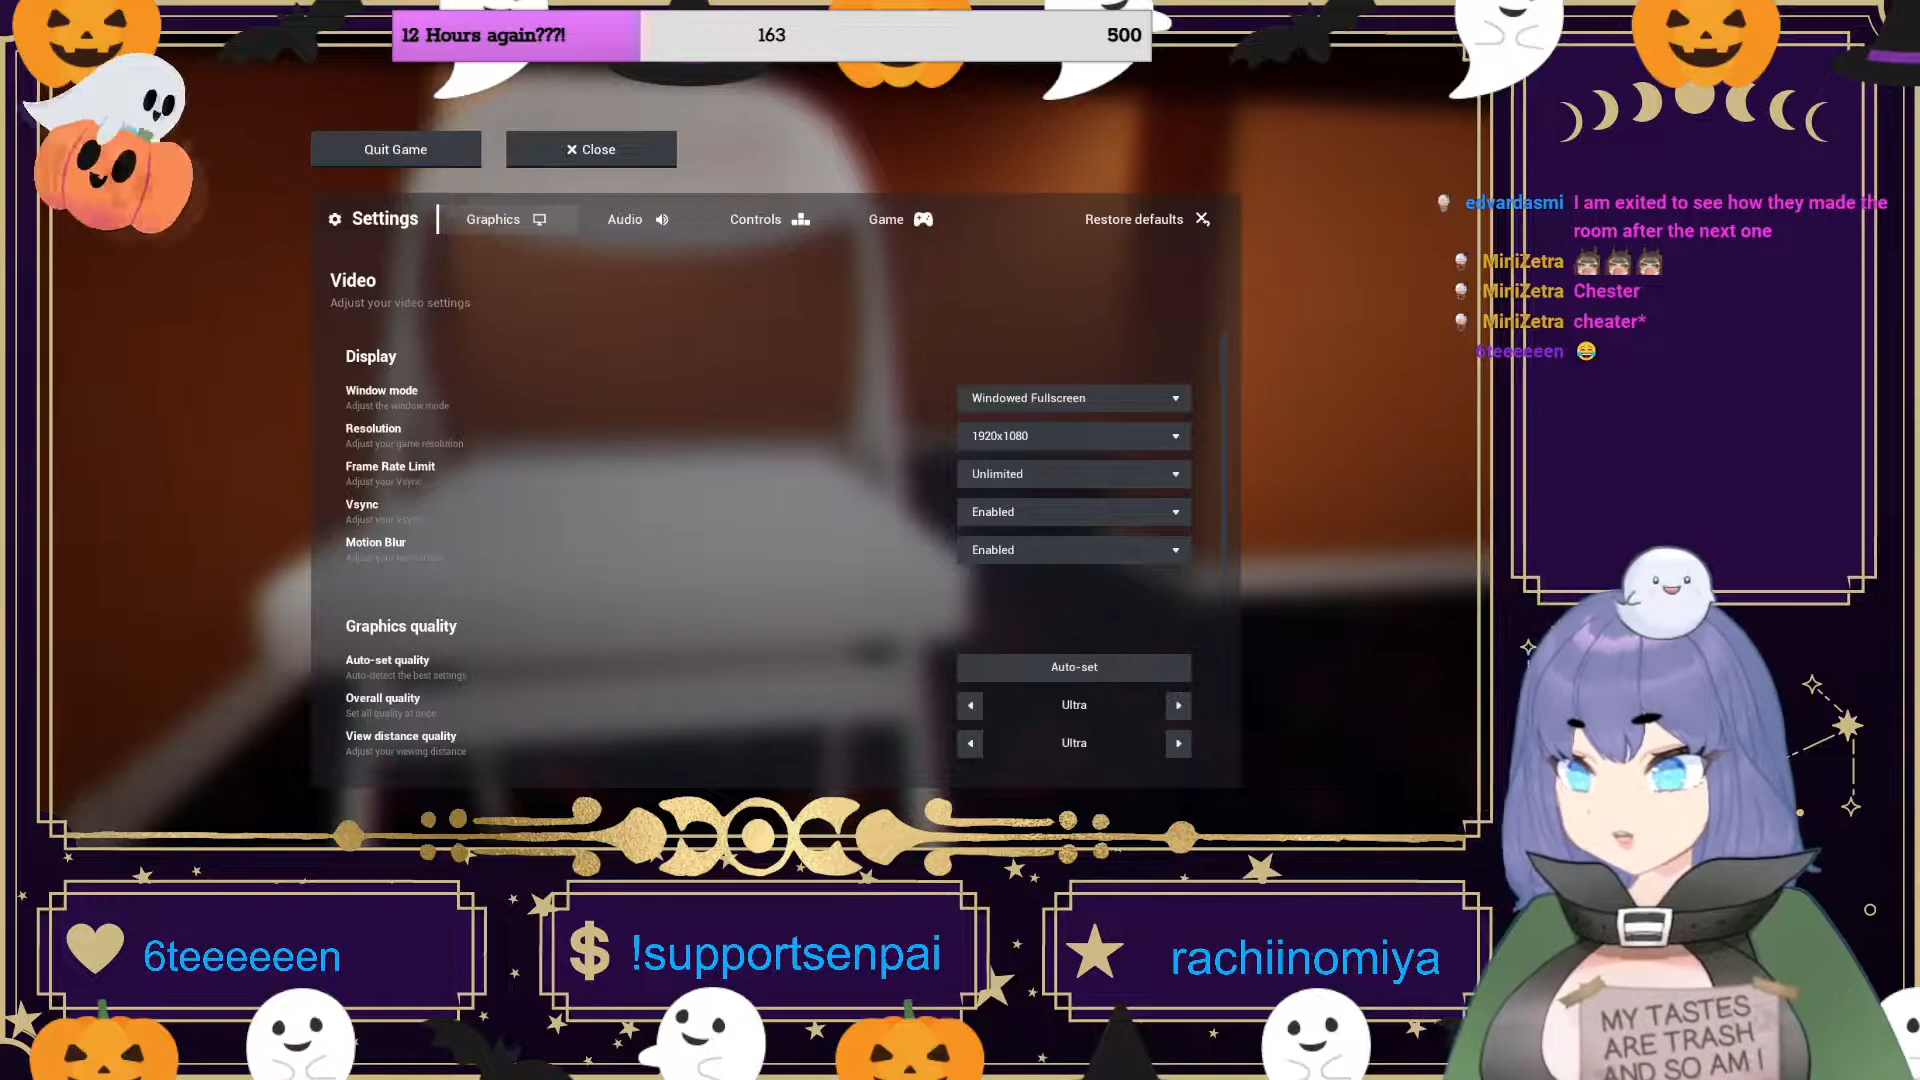 12 Hours again???!
163
500
Quit Game
Close
Settings
Graphics
Audio
Controls
Game
Restore defaults
Video
Adjust your video settings
Display
Window mode
Adjust the window mode
Windowed Fullscreen
Resolution
Adjust your game resolution
1920x1080
Frame Rate Limit
Adjust your Vsync
Unlimited
Vsync
Adjust your Vsync
Enabled
Motion Blur
Enabled
Graphics quality
Auto-set quality
Auto-detect the best settings
Auto-set
Overall quality
Set all quality at once
Ultra
View distance quality
Adjust your viewing distance
Ultra
edvardasmi I am exited to see how they made the
room after the next one
MiniZetra
MiniZetra Chester
MiniZetra cheater*
6teeeeeen
6teeeeeen
$ !supportsenpai
rachiinomiya
MY TASTES
ARE TRASH
AND SO AM I